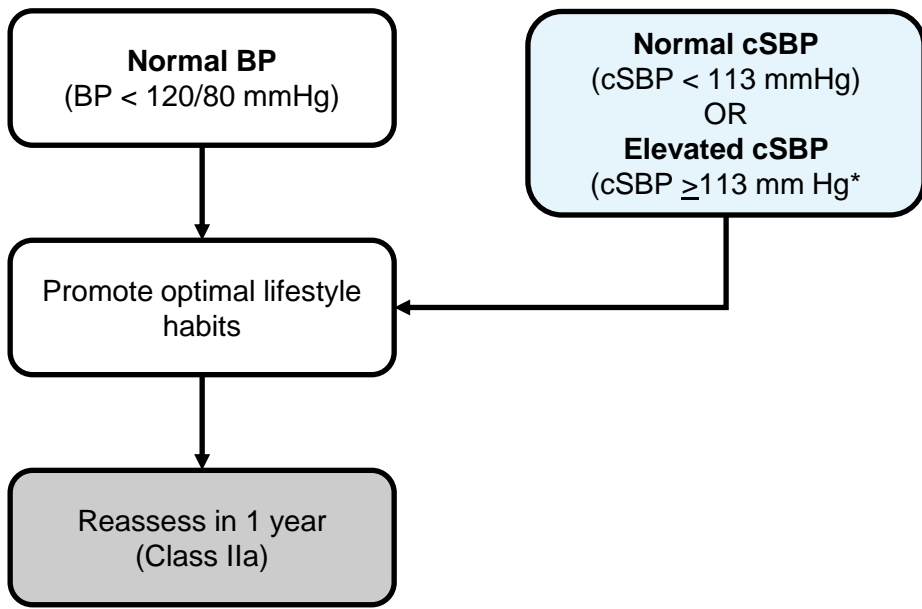 Normal BP
(BP < 120/80 mmHg)
Normal cSBP
(cSBP < 113 mmHg)
OR
Elevated cSBP
(cSBP ≥113 mm Hg*
Promote optimal lifestyle
habits
Reassess in 1 year
(Class IIa)